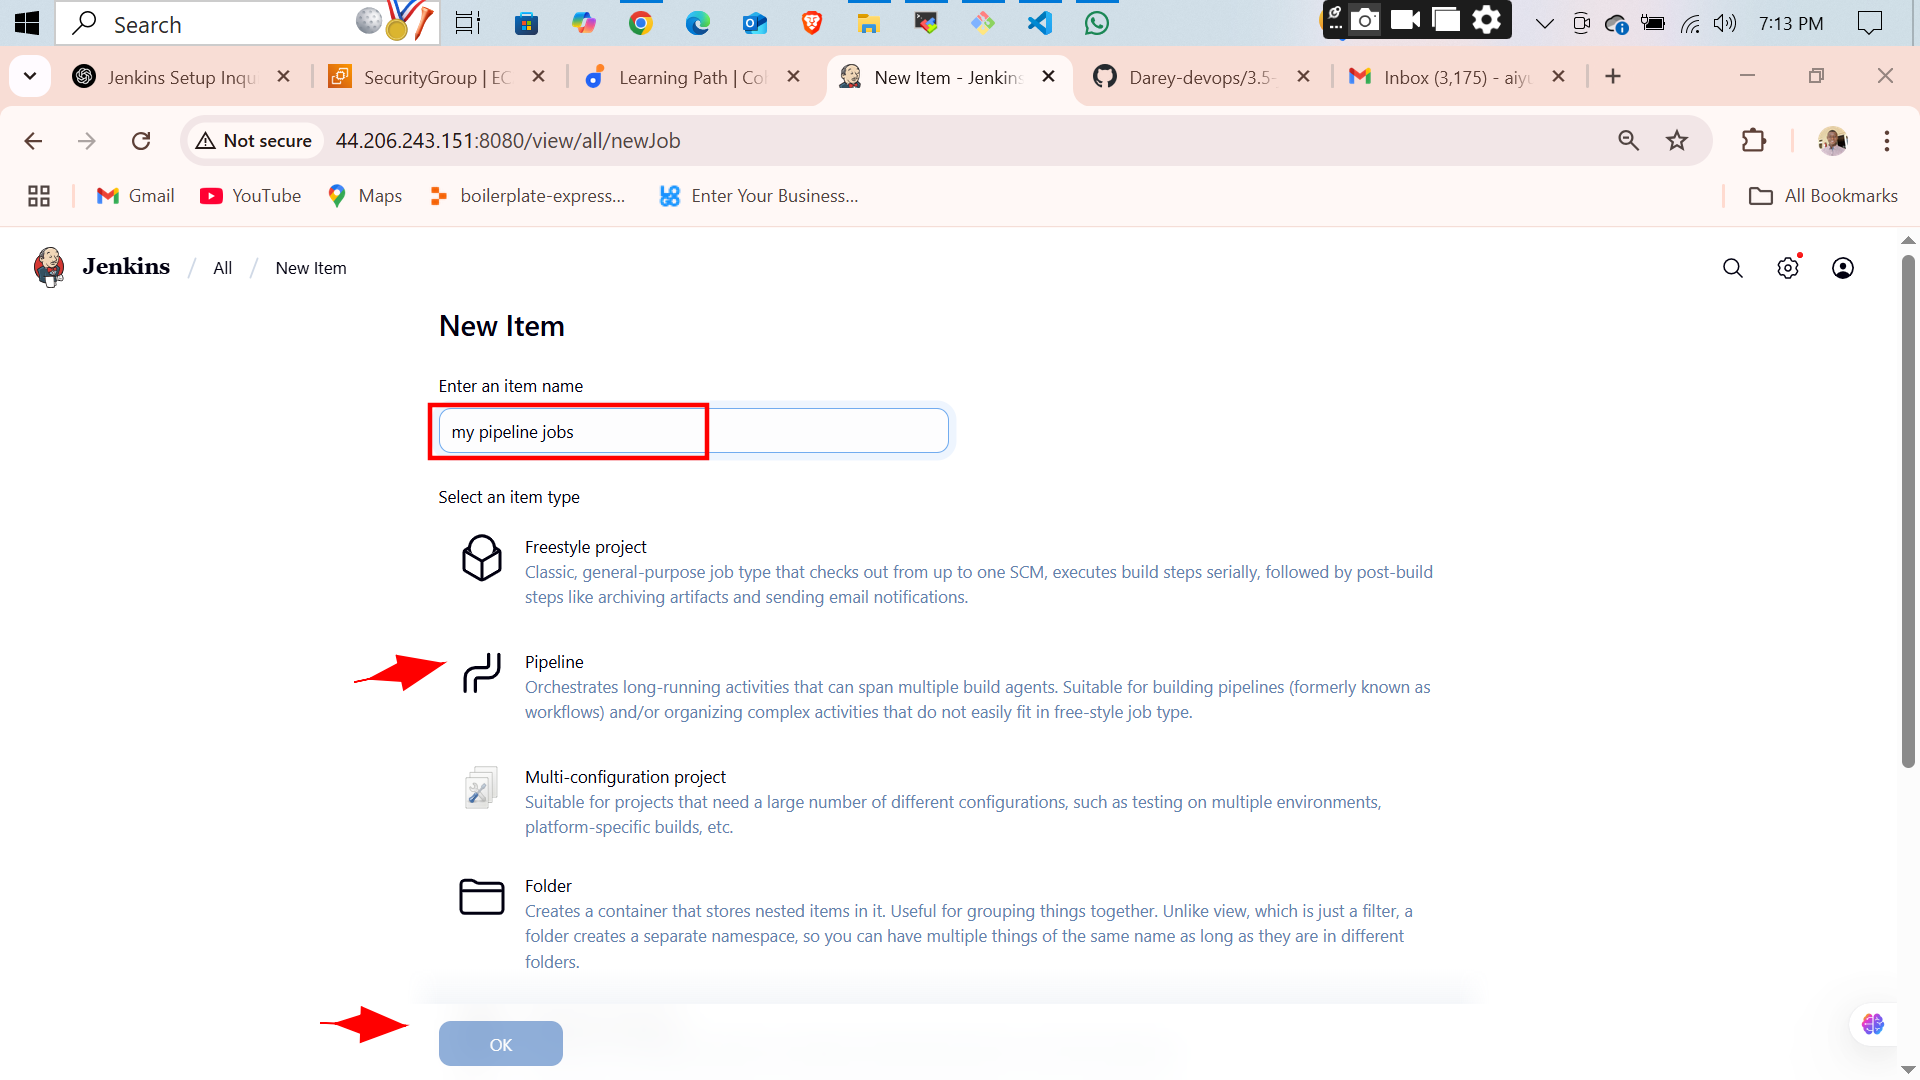 Search
7:13 PM
Jenkins Setup Inqu
SecurityGroup | EC
Learning Path | Col
New Item - Jenkins
Darey-devops/3.5-
Inbox (3,175) - aiyu
Not secure
44.206.243.151:8080/view/all/newJob
Gmail
YouTube
Maps
boilerplate-express...
Enter Your Business...
All Bookmarks
Jenkins / All / New Item
New Item
Enter an item name
my pipeline jobs
Select an item type
Freestyle project
Classic, general-purpose job type that checks out from up to one SCM, executes build steps serially, followed by post-build
steps like archiving artifacts and sending email notifications.
Pipeline
Orchestrates long-running activities that can span multiple build agents. Suitable for building pipelines (formerly known as
workflows) and/or organizing complex activities that do not easily fit in free-style job type.
Multi-configuration project
Suitable for projects that need a large number of different configurations, such as testing on multiple environments,
platform-specific builds, etc.
Folder
Creates a container that stores nested items in it. Useful for grouping things together. Unlike view, which is just a filter, a
folder creates a separate namespace, so you can have multiple things of the same name as long as they are in different
folders.
OK